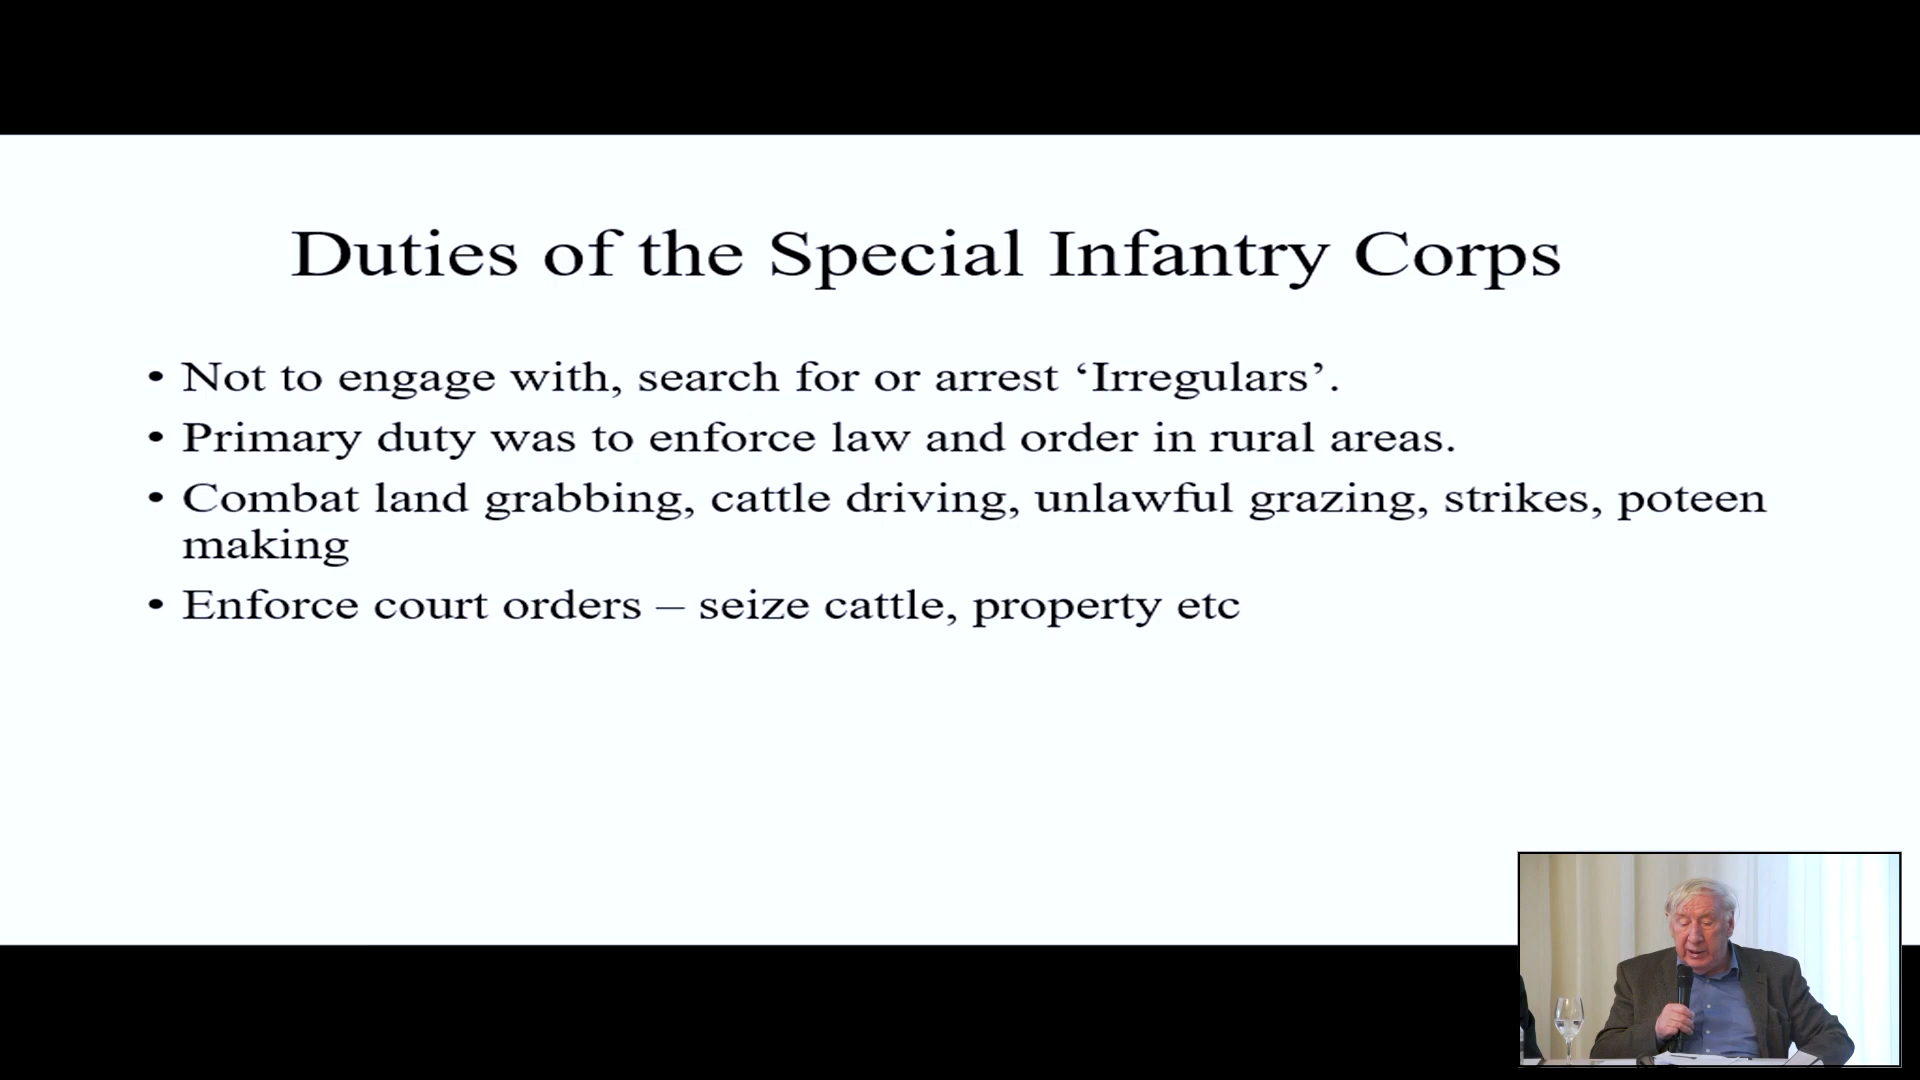 Duties of the Special Infantry Corps
• Not to engage with, search for or arrest ‘Irregulars’.
• Primary duty was to enforce law and order in rural areas.
• Combat land grabbing, cattle driving, unlawful grazing, strikes, poteen
making
• Enforce court orders – seize cattle, property etc